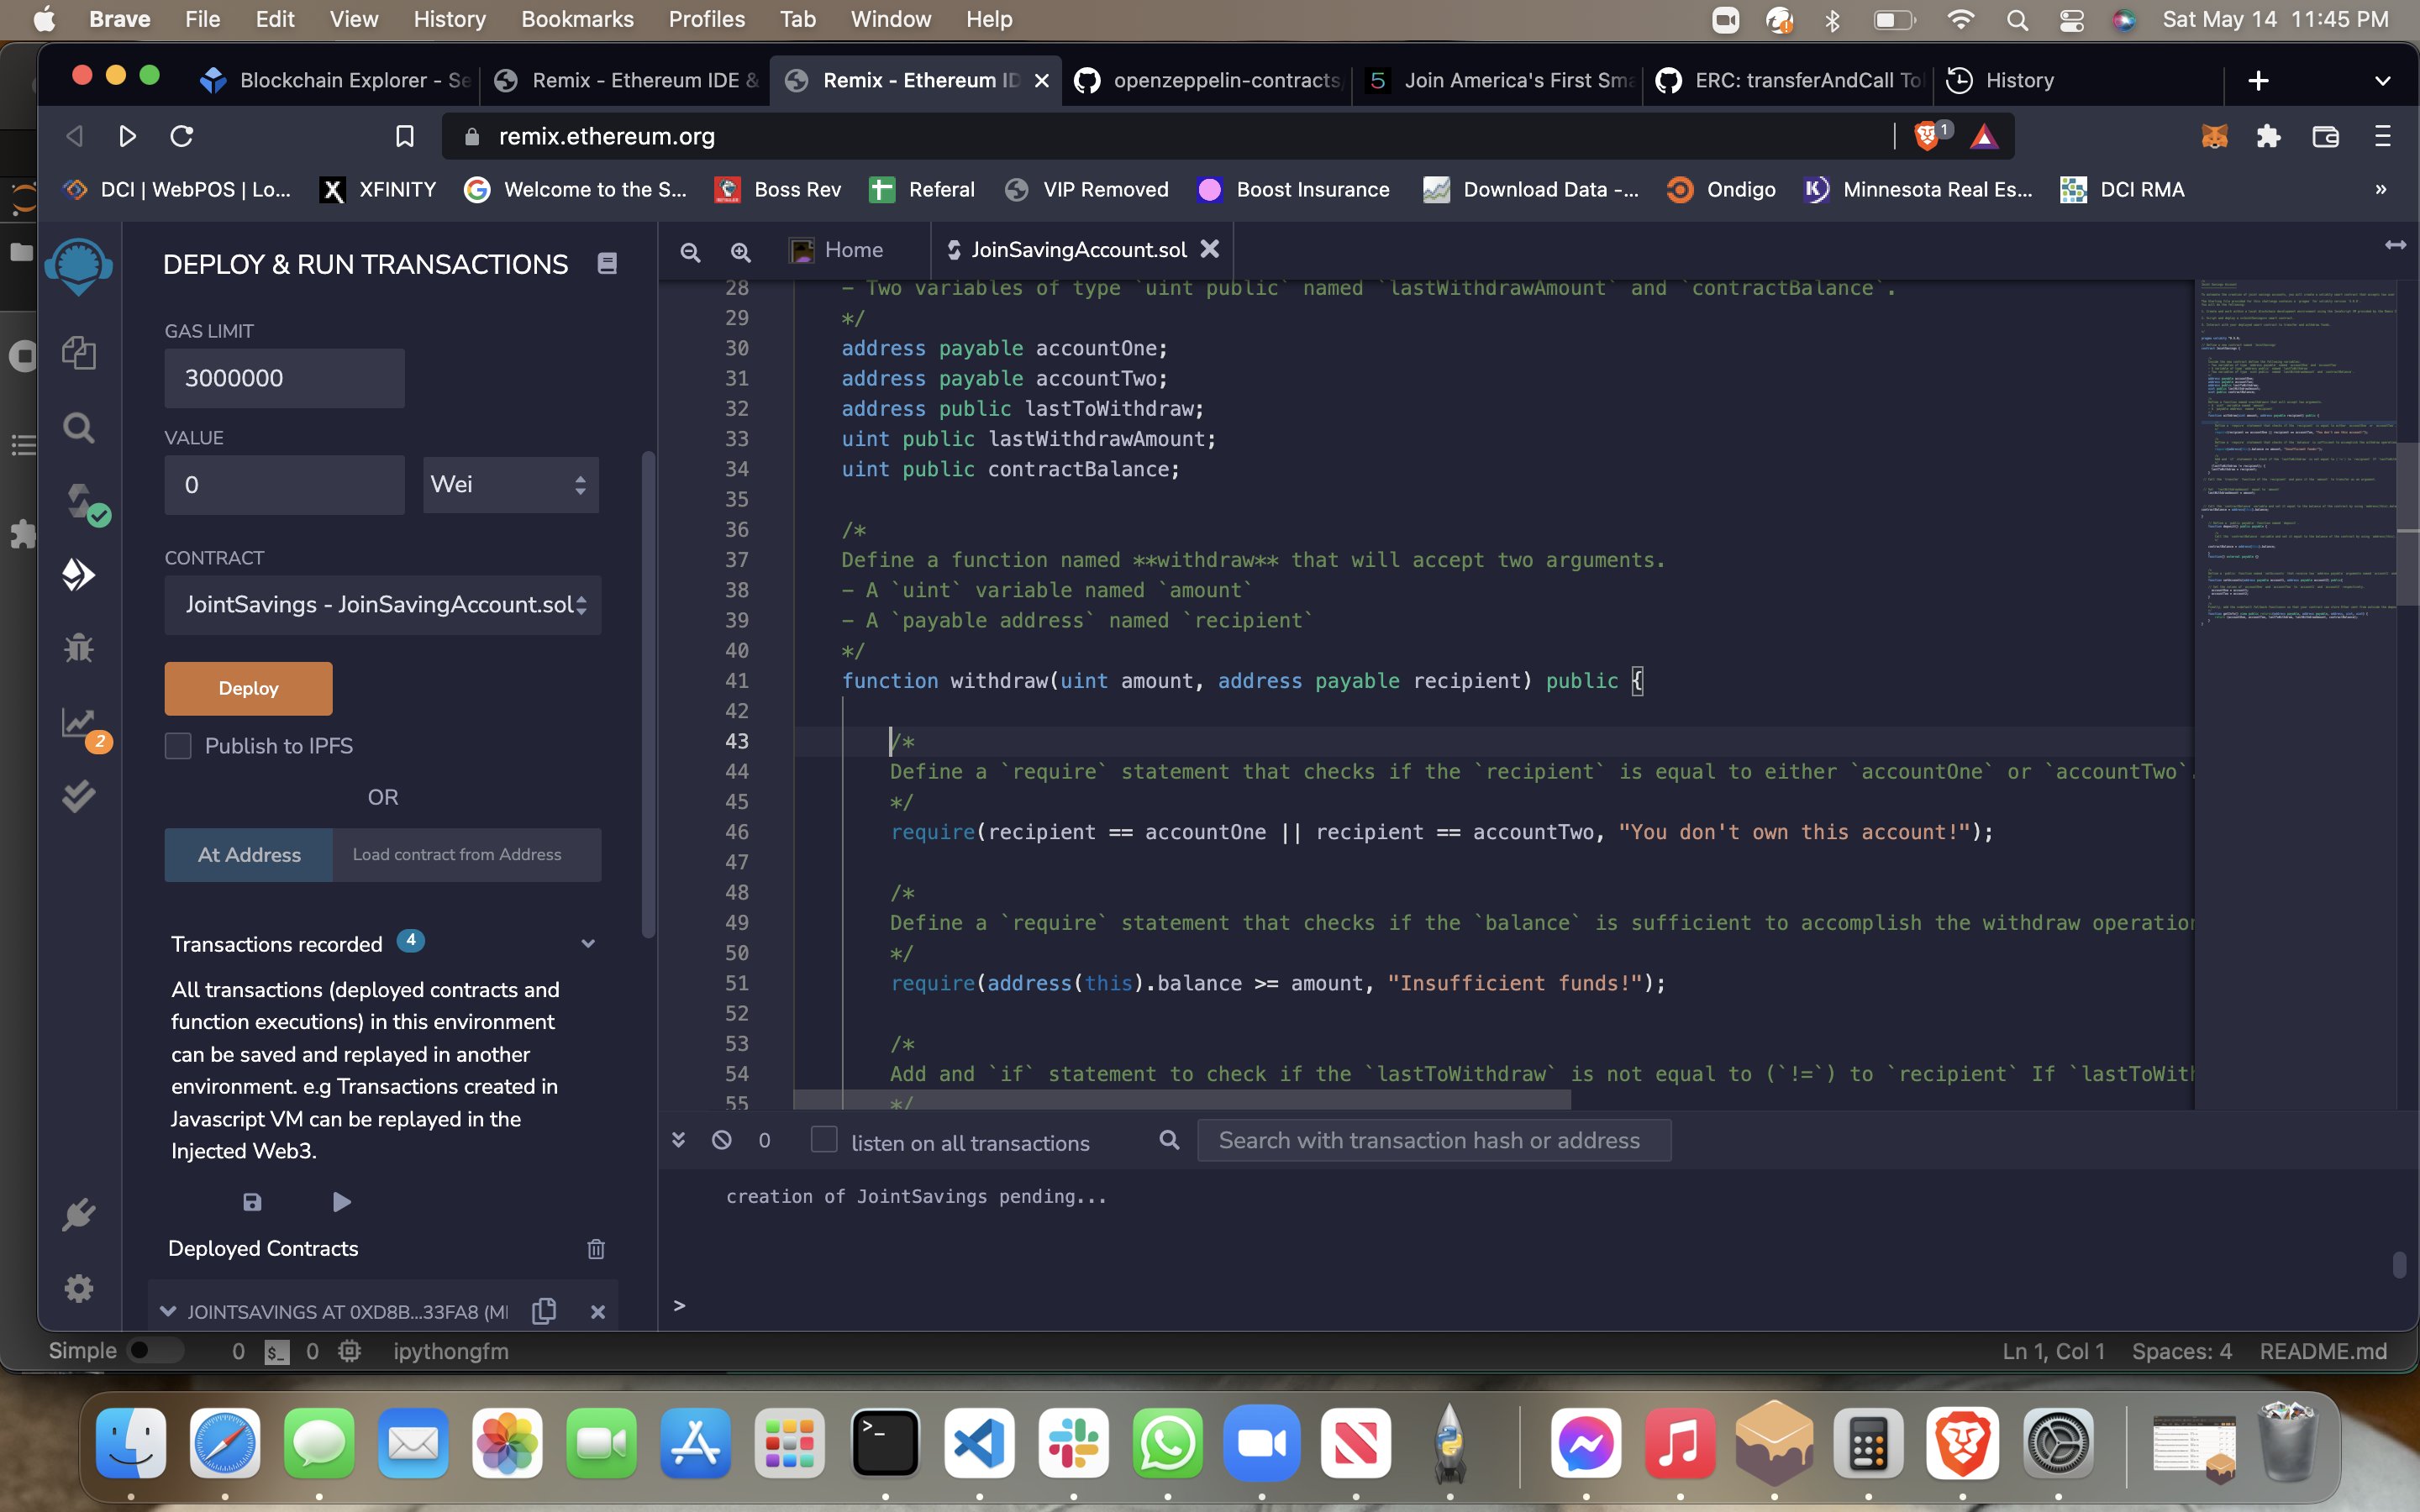 Brave File Edit View History Bookmarks Profiles Tab Window Help Sat May 14 11:45 PM
Blockchain Explorer - Se Remix - Ethereum IDE & Remix - Ethereum ID openzeppelin-contracts, 5 Join America's First Sma ERC: transferAndCall To History
remix.ethereum.org 1
DCI | WebPOS | Lo... XFINITY Welcome to the S... Boss Rev Referal VIP Removed Boost Insurance Download Data -... Ondigo Minnesota Real Es... DCI RMA »
DEPLOY & RUN TRANSACTIONS
GAS LIMIT
3000000
VALUE
0 Wei
CONTRACT
JointSavings - JoinSavingAccount.sol
Deploy
Publish to IPFS
OR
At Address Load contract from Address
Transactions recorded 4
All transactions (deployed contracts and
function executions) in this environment
can be saved and replayed in another
environment. e.g Transactions created in
Javascript VM can be replayed in the
Injected Web3.
Deployed Contracts
JOINTSAVINGS AT 0XD8B...33FA8 (M
2
Home JoinSavingAccount.sol
28 - Two variables of type `uint public` named `lastWithdrawAmount` and `contractBalance`.
29 */
30 address payable accountOne;
31 address payable accountTwo;
32 address public lastToWithdraw;
33 uint public lastWithdrawAmount;
34 uint public contractBalance;
35
36 /*
37 Define a function named **withdraw** that will accept two arguments.
38 - A `uint` variable named `amount`
39 - A `payable address` named `recipient`
40 */
41 function withdraw(uint amount, address payable recipient) public {
42
43 /*
44 Define a `require` statement that checks if the `recipient` is equal to either `accountOne` or `accountTwo`.
45 */
46 require(recipient == accountOne || recipient == accountTwo, "You don't own this account!");
47
48 /*
49 Define a `require` statement that checks if the `balance` is sufficient to accomplish the withdraw operation
50 */
51 require(address(this).balance >= amount, "Insufficient funds!");
52
53 /*
54 Add and `if` statement to check if the `lastToWithdraw` is not equal to (`!=`) to `recipient` If `lastToWith
55 */
0 listen on all transactions Search with transaction hash or address
creation of JointSavings pending...
>
Simple 0 $_ 0 ipythongfm Ln 1, Col 1 Spaces: 4 README.md